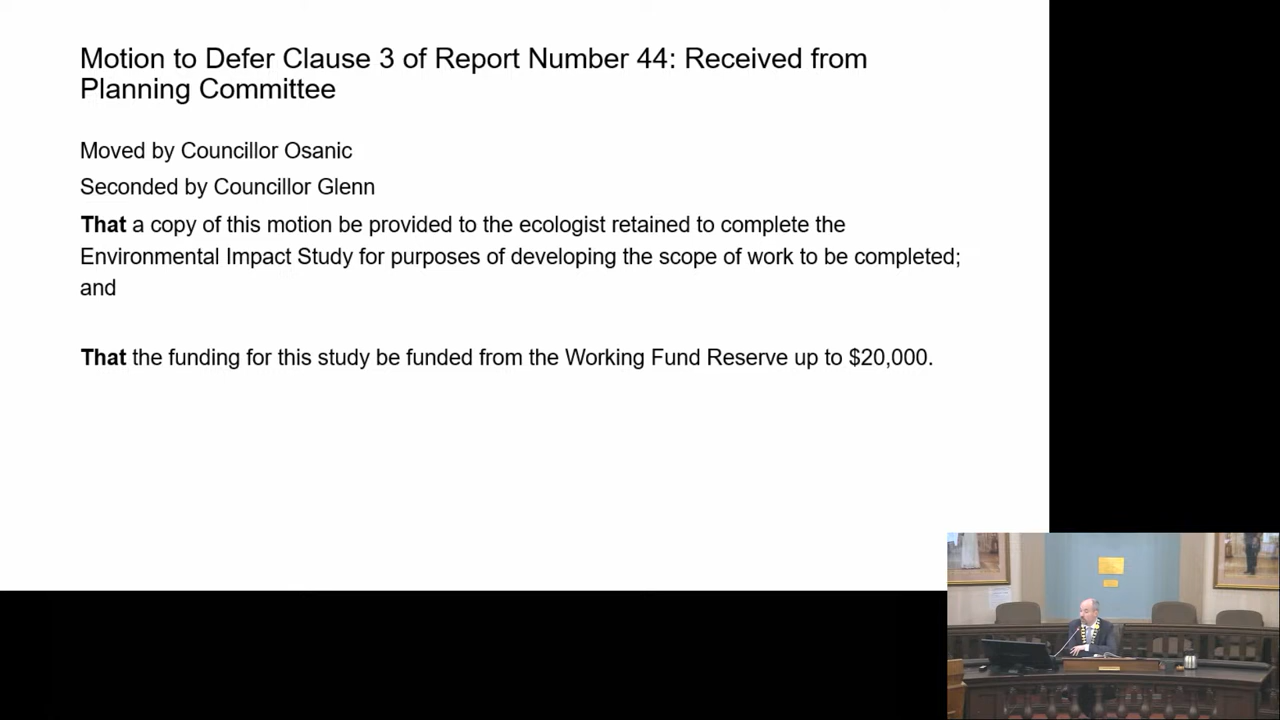 Motion to Defer Clause 3 of Report Number 44: Received from
Planning Committee
Moved by Councillor Osanic
Seconded by Councillor Glenn
That a copy of this motion be provided to the ecologist retained to complete the
Environmental Impact Study for purposes of developing the scope of work to be completed;
and
That the funding for this study be funded from the Working Fund Reserve up to $20,000.